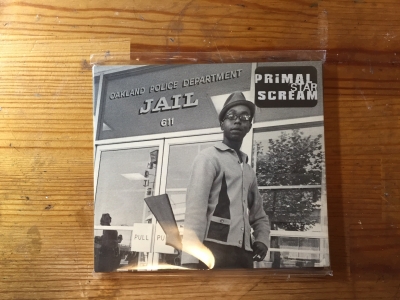 OAKLAND POLICE DEPARTMENT
JAIL
611
PRiMAL
STAR
SCREAM
PULL
PU